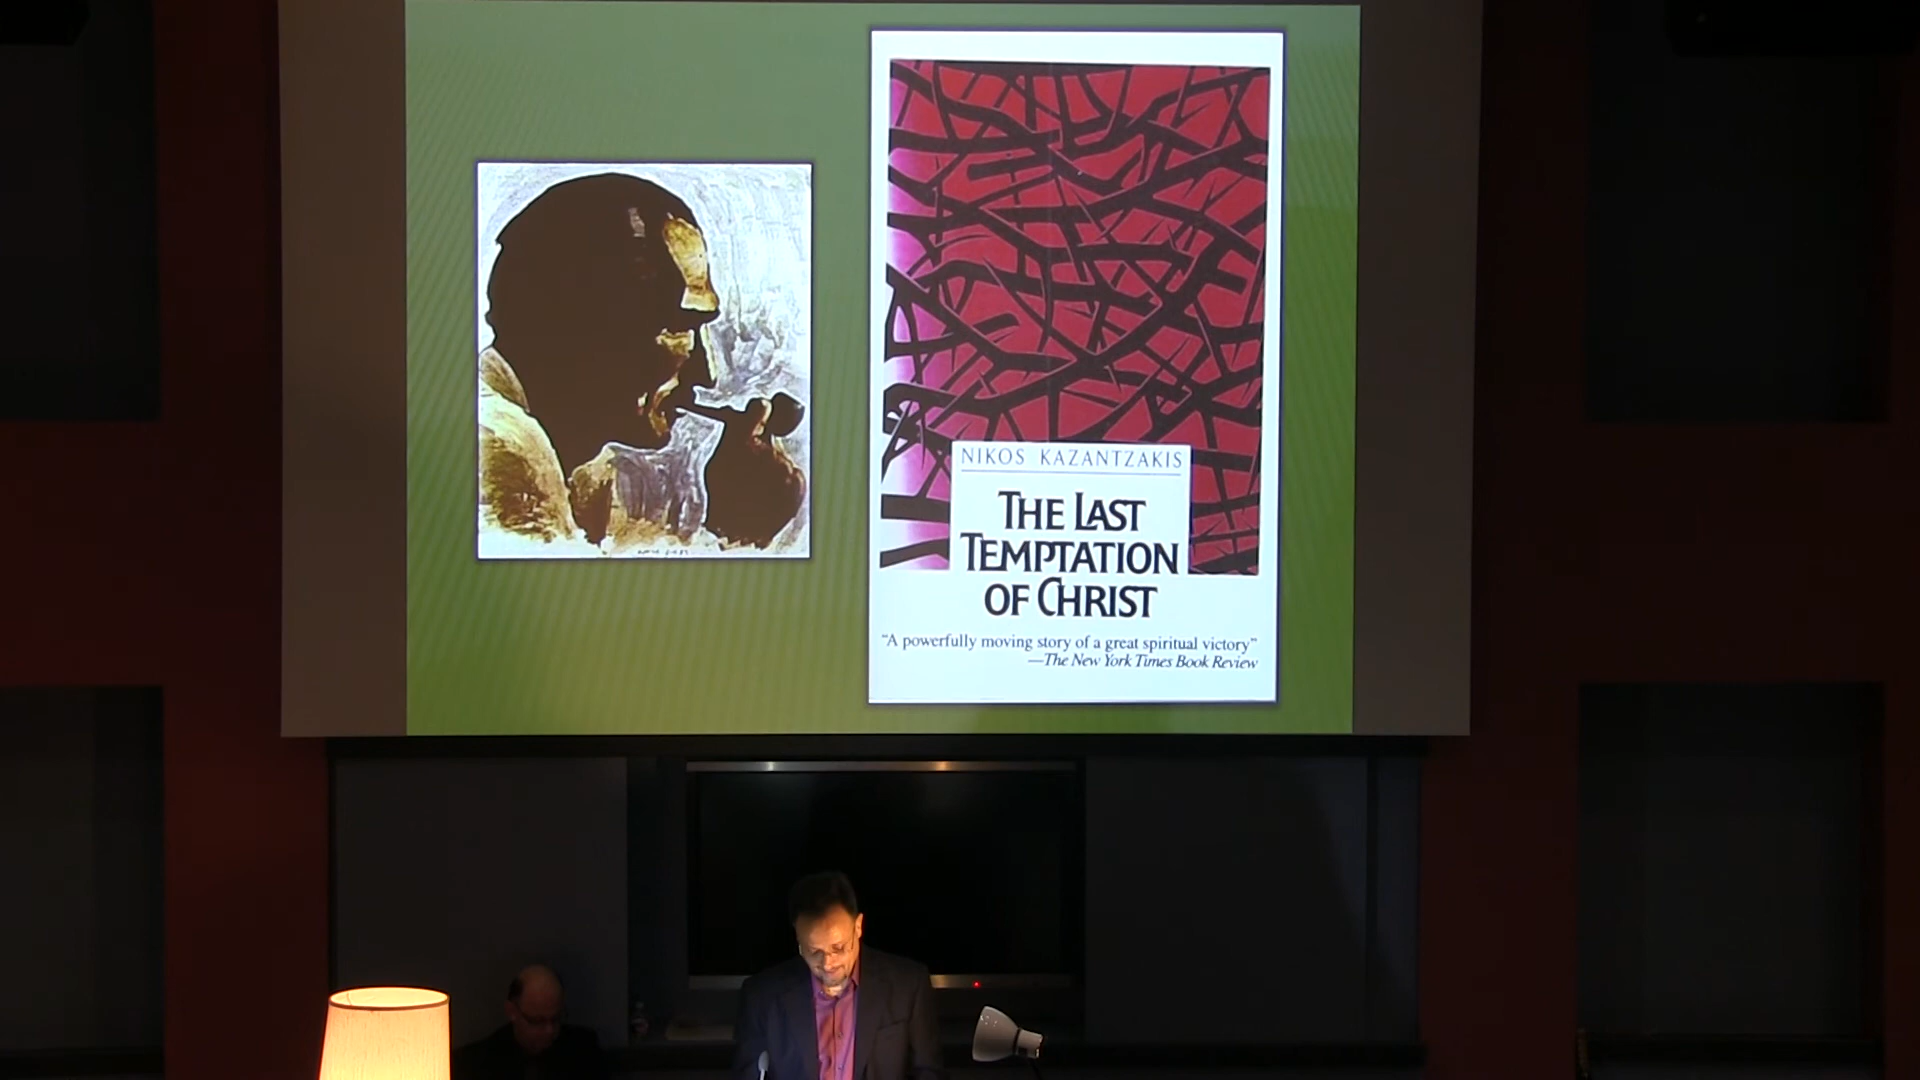 NIKOS KAZANTZAKIS
THE LAST
TEMPTATION
OF CHRIST
"A powerfully moving story of a great spiritual victory"
—The New York Times Book Review